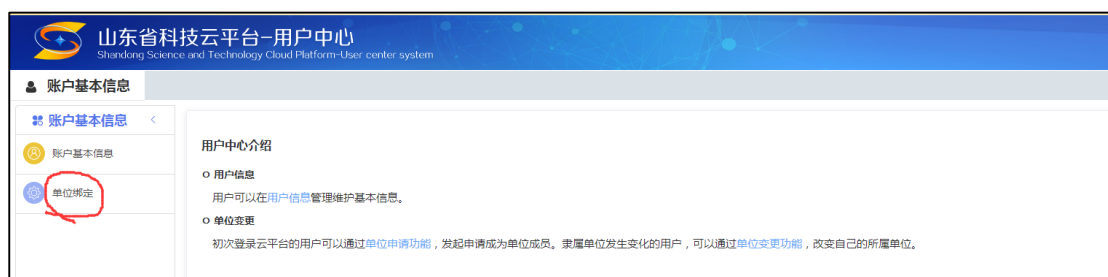 山东省科技云平台-用户中心
Shandong Science and Technology Cloud Platform-User center system
账户基本信息
账户基本信息 <
账户基本信息
单位绑定
用户中心介绍
o 用户信息
用户可以在用户信息管理维护基本信息。
o 单位变更
初次登录云平台的用户可以通过单位申请功能，发起申请成为单位成员。隶属单位发生变化的用户，可以通过单位变更功能，改变自己的所属单位。